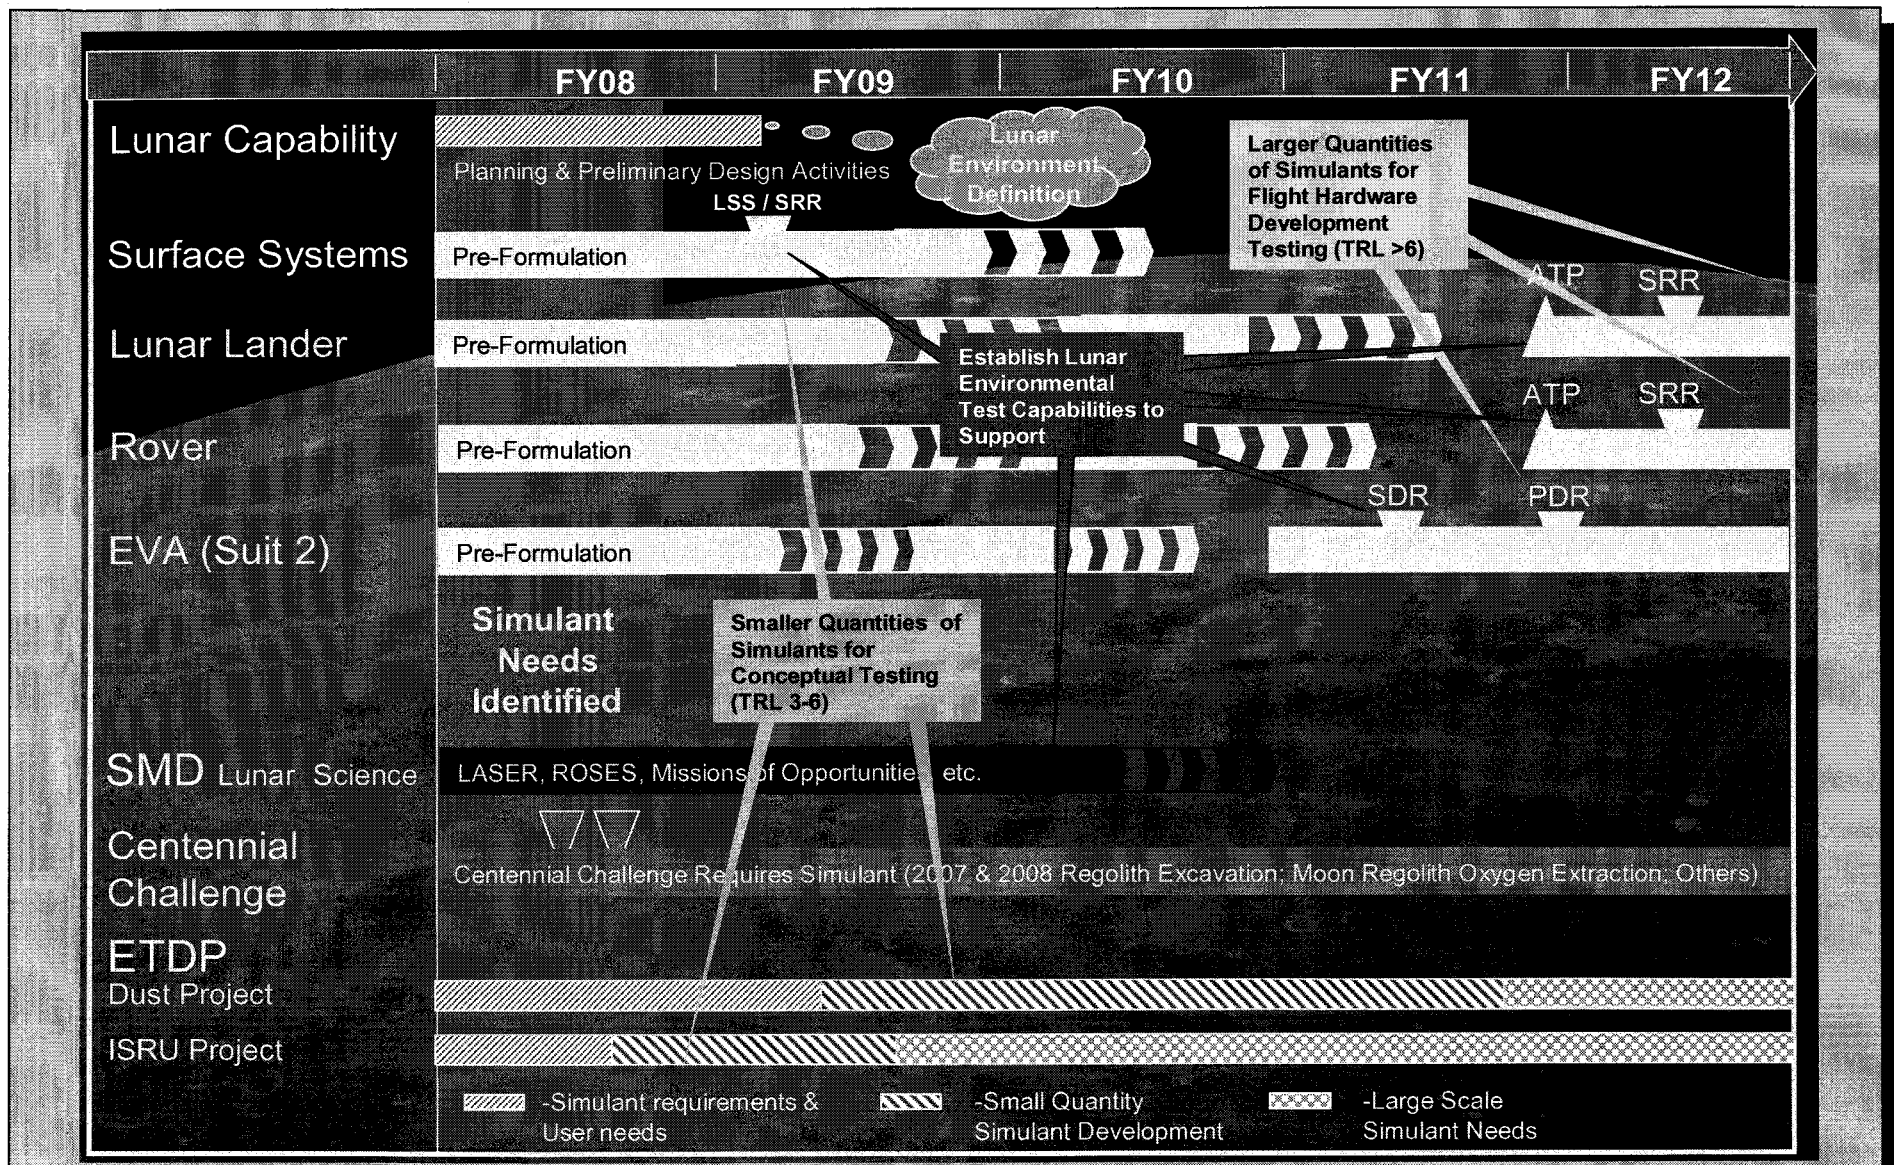 FY08 FY09 FY10 FY11 FY12
Lunar Capability
Planning & Preliminary Design Activities
Lunar
Environment
Definition
Larger Quantities
of Simulants for
Flight Hardware
Development
Testing (TRL >6)
LSS / SRR
Surface Systems
Pre-Formulation
ATP SRR
Lunar Lander
Pre-Formulation
Establish Lunar
Environmental
Test Capabilities to
Support
ATP SRR
Rover
Pre-Formulation
SDR PDR
EVA (Suit 2)
Pre-Formulation
Simulant
Needs
Identified
Smaller Quantities of
Simulants for
Conceptual Testing
(TRL 3-6)
SMD Lunar Science
LASER, ROSES, Missions of Opportunities, etc.
Centennial
Challenge
Centennial Challenge Requires Simulant (2007 & 2008 Regolith Excavation; Moon Regolith Oxygen Extraction; Others)
ETDP
Dust Project
ISRU Project
-Simulant requirements &
User needs
-Small Quantity
Simulant Development
-Large Scale
Simulant Needs